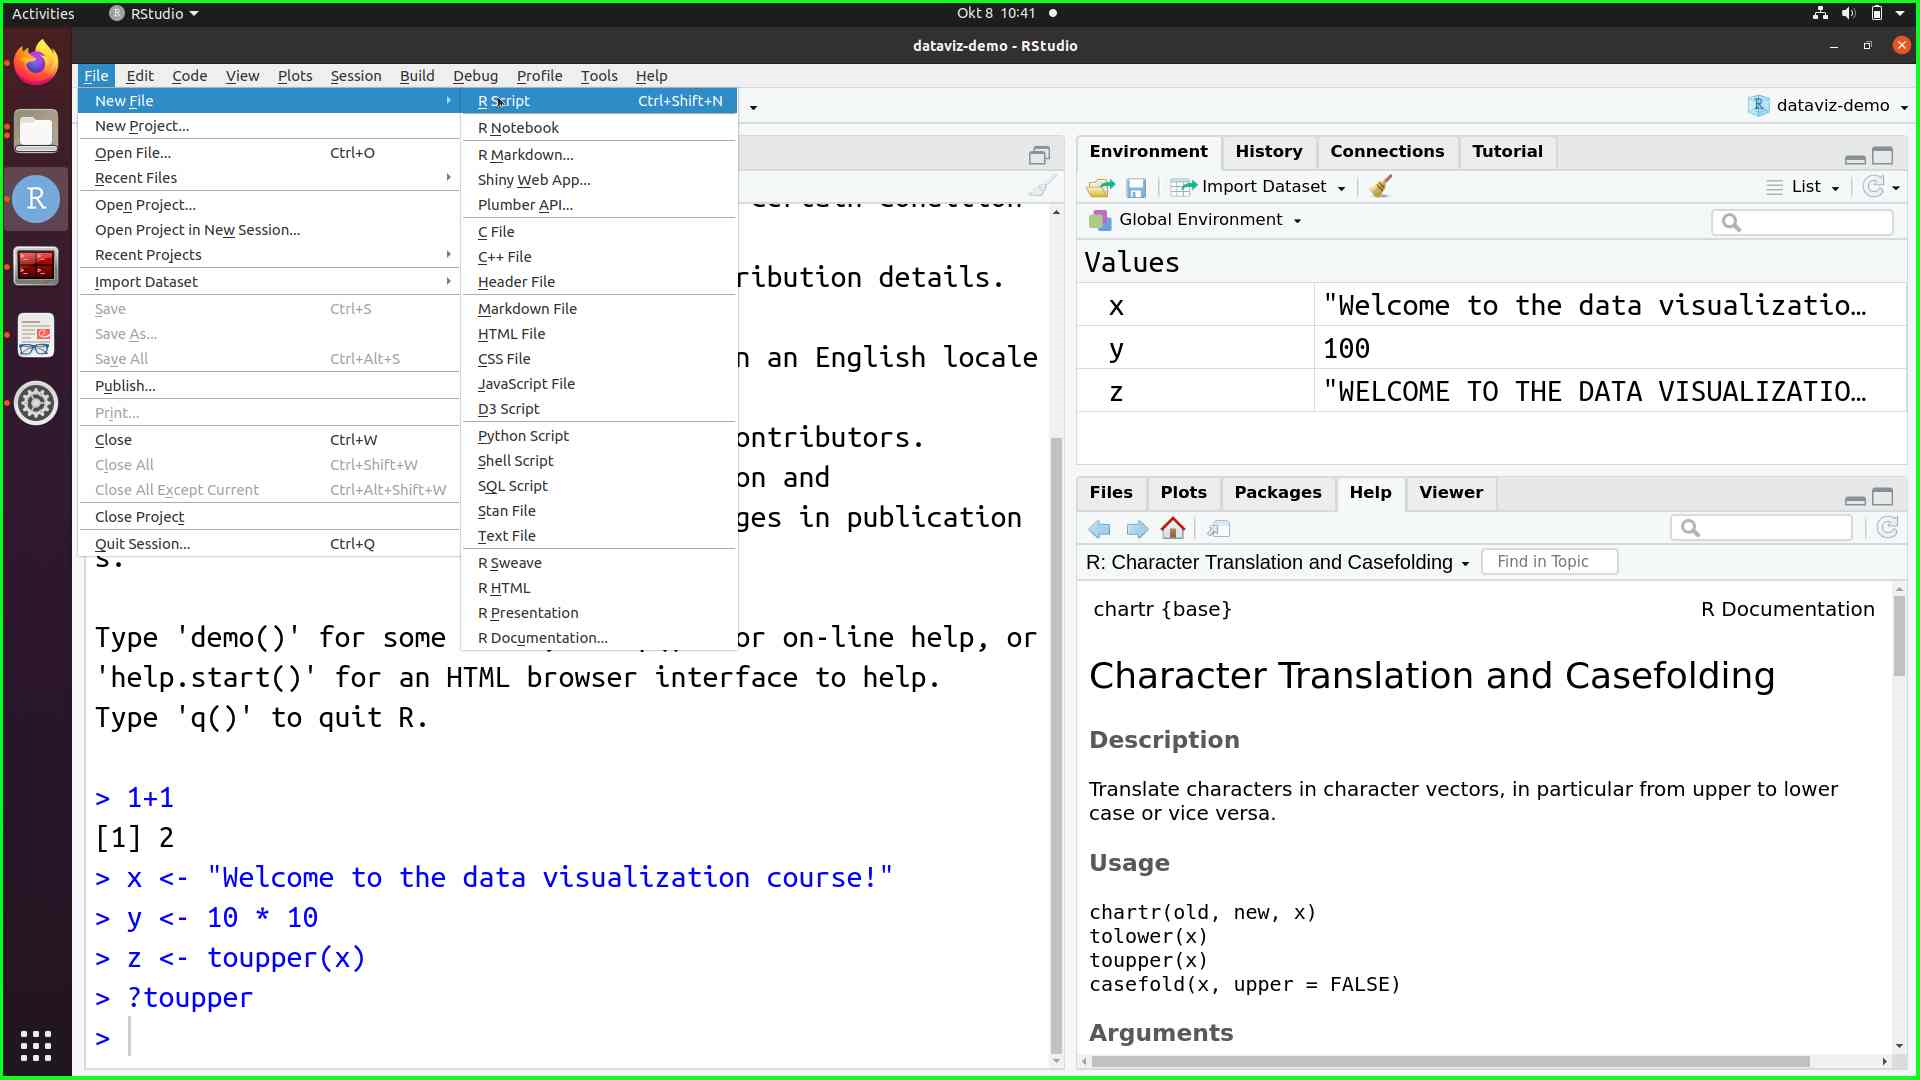 Activities
RStudio
Okt 8 10:41
dataviz-demo - RStudio
File Edit Code View Plots Session Build Debug Profile Tools Help
New File
New Project...
Open File... Ctrl+O
Recent Files
Open Project...
Open Project in New Session...
Recent Projects
Import Dataset
Save Ctrl+S
Save As...
Save All Ctrl+Alt+S
Publish...
Print...
Close Ctrl+W
Close All Ctrl+Shift+W
Close All Except Current Ctrl+Alt+Shift+W
Close Project
Quit Session... Ctrl+Q
R Script Ctrl+Shift+N
R Notebook
R Markdown...
Shiny Web App...
Plumber API...
C File
C++ File
Header File
Markdown File
HTML File
CSS File
JavaScript File
D3 Script
Python Script
Shell Script
SQL Script
Stan File
Text File
R Sweave
R HTML
R Presentation
R Documentation...
ribution details.
n an English locale
ontributors.
on and
ges in publication
s.
Type 'demo()' for some or on-line help, or
'help.start()' for an HTML browser interface to help.
Type 'q()' to quit R.
> 1+1
[1] 2
> x <- "Welcome to the data visualization course!"
> y <- 10 * 10
> z <- toupper(x)
> ?toupper
>
dataviz-demo
Environment History Connections Tutorial
Import Dataset
List
Global Environment
Values
x "Welcome to the data visualizatio…
y 100
z "WELCOME TO THE DATA VISUALIZATIO…
Files Plots Packages Help Viewer
R: Character Translation and Casefolding
Find in Topic
chartr {base} R Documentation
Character Translation and Casefolding
Description
Translate characters in character vectors, in particular from upper to lower
case or vice versa.
Usage
chartr(old, new, x)
tolower(x)
toupper(x)
casefold(x, upper = FALSE)
Arguments